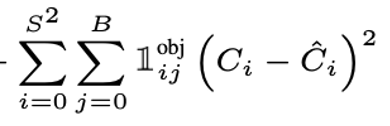 - \sum_{i=0}^{S^2} \sum_{j=0}^{B} \mathbb{1}_{ij}^{\text{obj}} \left( C_i - \hat{C}_i \right)^2